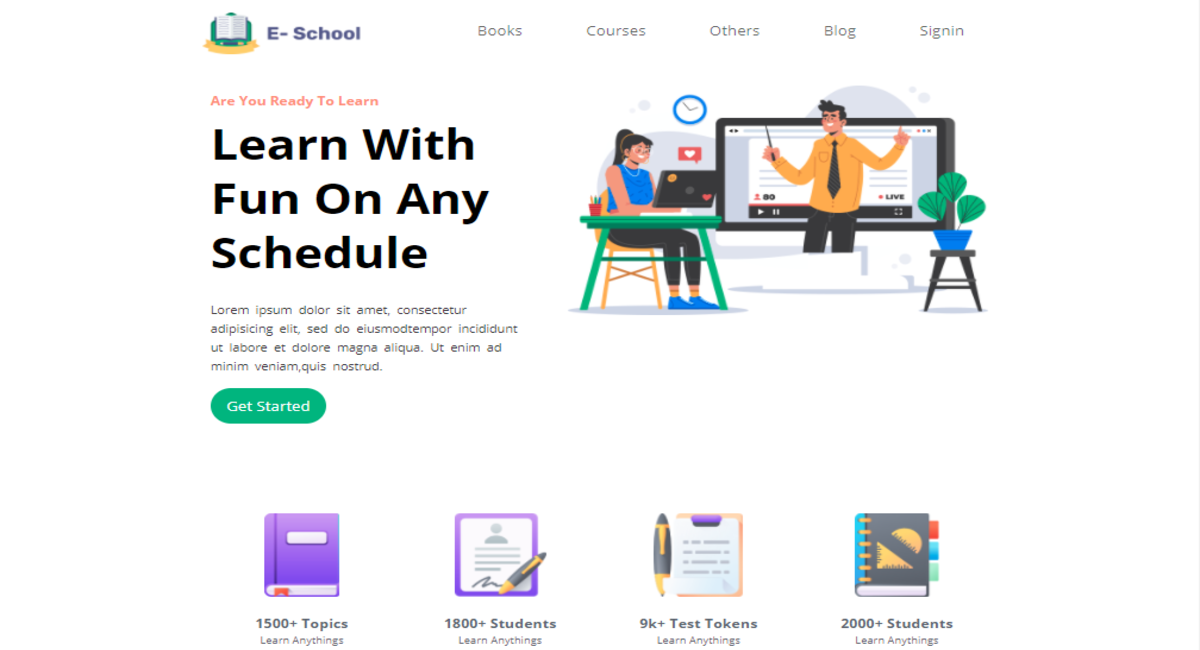 E- School
Books
Courses
Others
Blog
Signin
Are You Ready To Learn
Learn With
Fun On Any
Schedule
80
LIVE
Lorem ipsum dolor sit amet, consectetur
adipisicing elit, sed do eiusmodtempor incididunt
ut labore et dolore magna aliqua. Ut enim ad
minim veniam,quis nostrud.
Get Started
1500+ Topics
Learn Anythings
1800+ Students
Learn Anythings
9k+ Test Tokens
Learn Anythings
2000+ Students
Learn Anythings